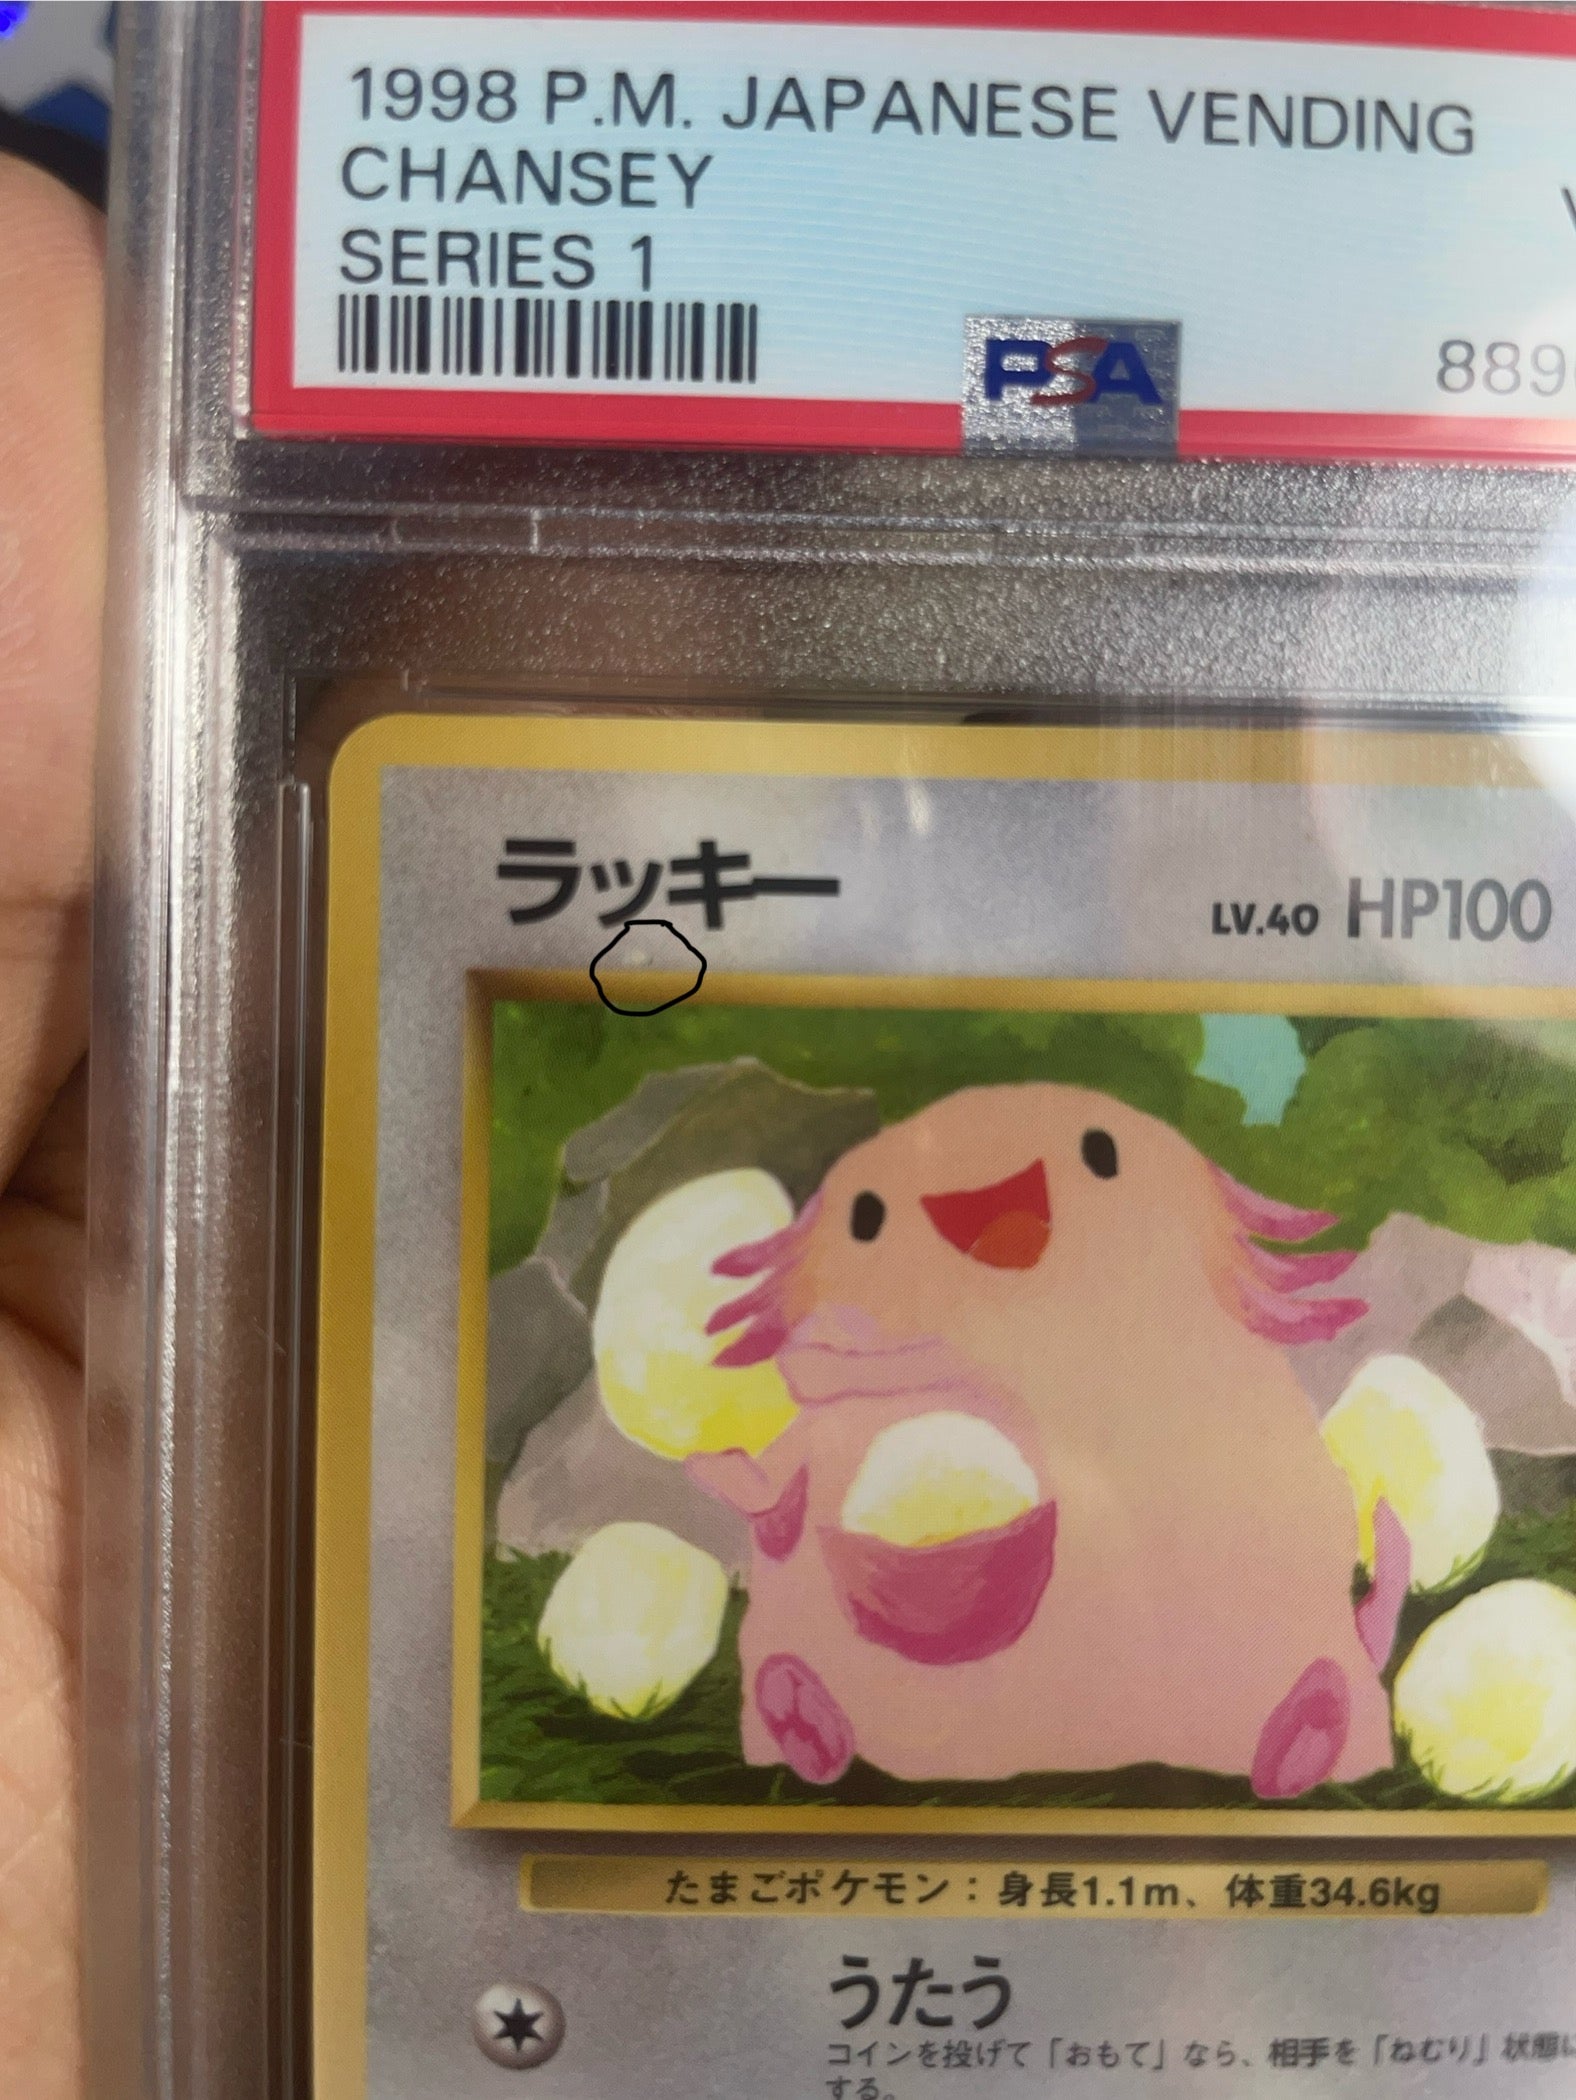 1998 P.M. JAPANESE VENDING
CHANSEY
SERIES 1
PSA
ラッキー
LV.40 HP100
たまごポケモン：身長1.1m、体重34.6kg
うたう
コインを投げて「おもて」なら、相手を「ねむり」状態に
する。